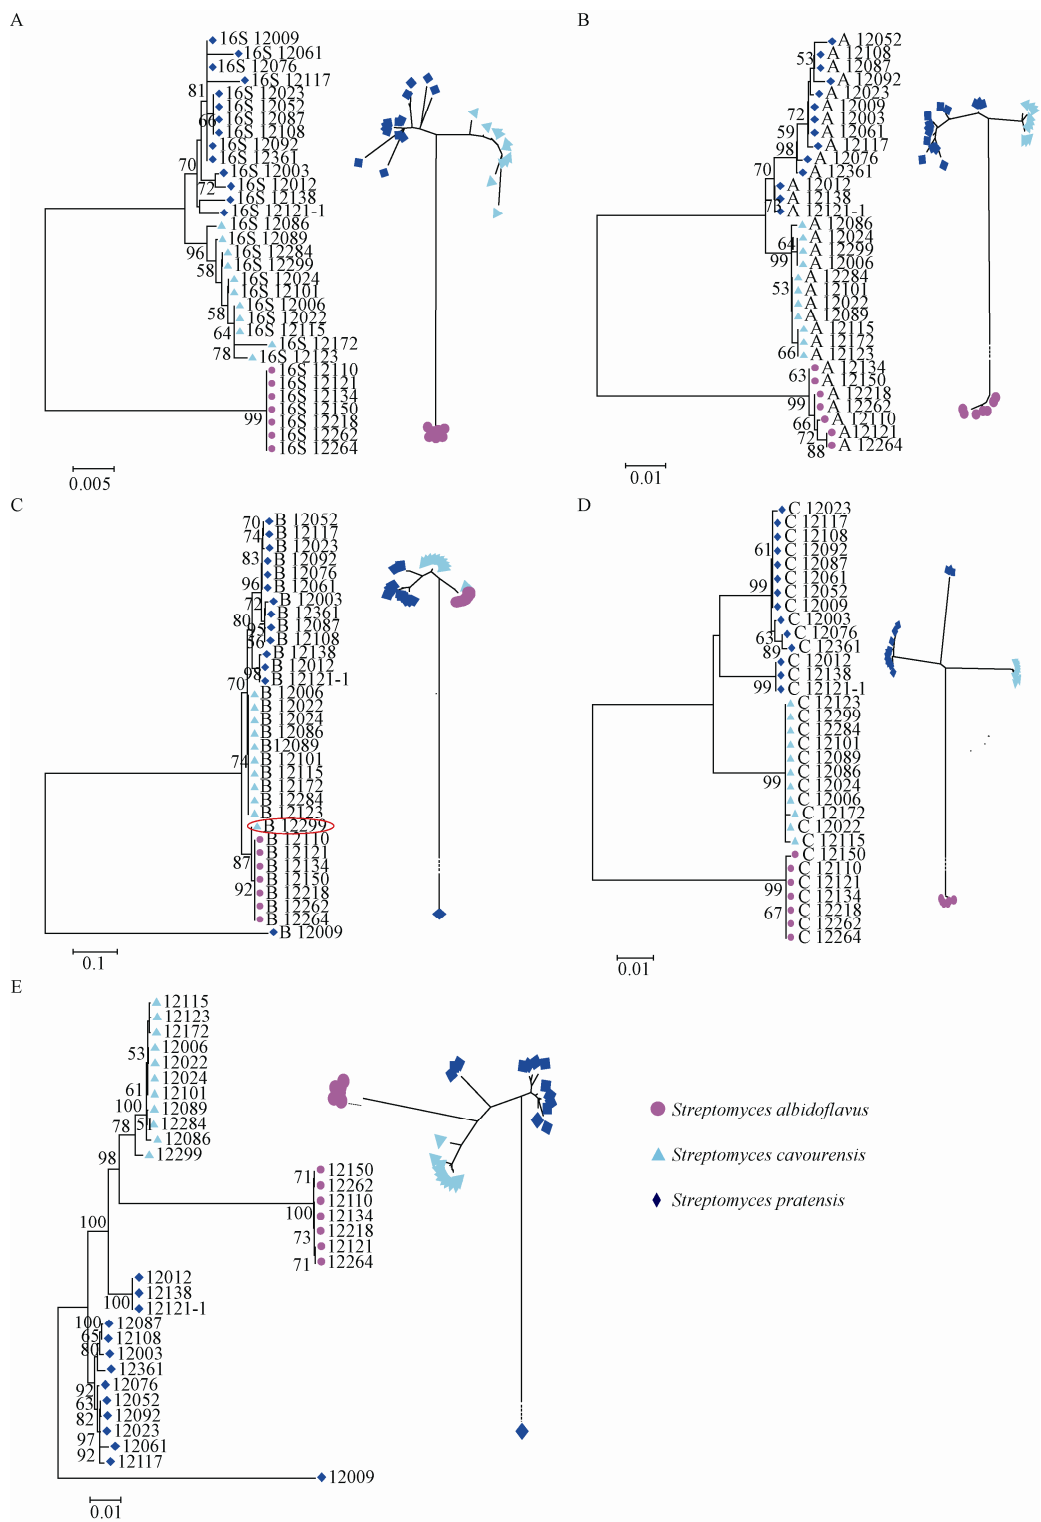 A
16S 12009
16S 12061
16S 12076
16S 12117
81
16S 12023
16S 12052
66
16S 12087
16S 12108
16S 12092
16S 12361
70
16S 12003
72
16S 12012
16S 12138
16S 12121-1
16S 12086
16S 12089
96
16S 12284
58
16S 12299
16S 12024
16S 12101
16S 12006
58
16S 12022
64
16S 12115
16S 12172
78
16S 12123
16S 12110
16S 12121
16S 12134
16S 12150
99
16S 12218
16S 12262
16S 12264
0.005
B
A 12052
53
A 12108
A 12087
A 12092
A 12023
A 12009
72
A 12003
59
A 12061
A 12117
98
A 12076
70
A 12361
A 12012
A 12138
A 12121-1
A 12086
64
A 12024
A 12299
99
A 12006
A 12284
53
A 12101
A 12022
A 12089
A 12115
A 12172
66
A 12123
A 12134
63
A 12150
A 12218
99
A 12262
66
A 12110
72
A12121
88
A 12264
0.01
C
70
B 12052
74
B 12117
B 12023
83
B 12092
B 12076
96
B 12061
72
B 12003
80
B 12361
95
B 12087
56
B 12108
B 12138
98
B 12012
70
B 12121-1
B 12006
B 12022
B 12024
B 12086
B12089
74
B 12101
B 12115
B 12172
B 12284
B 12123
B 12299
B 12110
B 12121
87
B 12134
B 12150
92
B 12218
B 12262
B 12264
B 12009
0.1
D
C 12023
C 12117
C 12108
61
C 12092
C 12087
99
C 12061
C 12052
C 12009
C 12003
63
C 12076
89
C 12361
C 12012
C 12138
99
C 12121-1
C 12123
C 12299
C 12284
C 12101
C 12089
C 12086
99
C 12024
C 12006
C 12172
C 12022
C 12115
C 12150
C 12110
99
C 12121
C 12134
67
C 12218
C 12262
C 12264
0.01
E
12115
12123
12172
53
12006
12022
12024
61
12101
100
12089
78
12284
12086
98
12299
71
12150
12262
12110
100
12134
12218
73
12121
71
12264
100
12012
12138
100
12121-1
100
12087
65
12108
80
12003
12361
92
12076
63
12052
82
12092
12023
97
12061
92
12117
12009
0.01
Streptomyces albidoflavus
Streptomyces cavourensis
Streptomyces pratensis